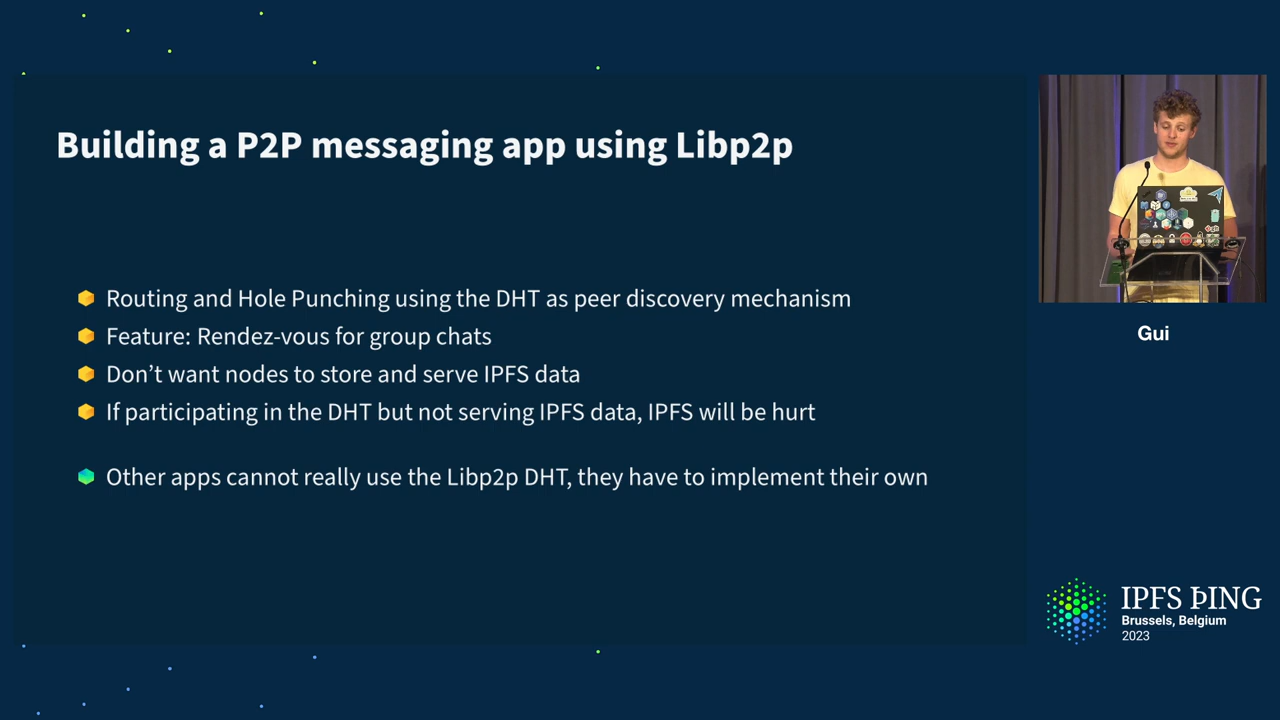 Building a P2P messaging app using Libp2p
Routing and Hole Punching using the DHT as peer discovery mechanism
Feature: Rendez-vous for group chats
Don’t want nodes to store and serve IPFS data
If participating in the DHT but not serving IPFS data, IPFS will be hurt
Other apps cannot really use the Libp2p DHT, they have to implement their own
Gui
IPFS ÞING
Brussels, Belgium
2023